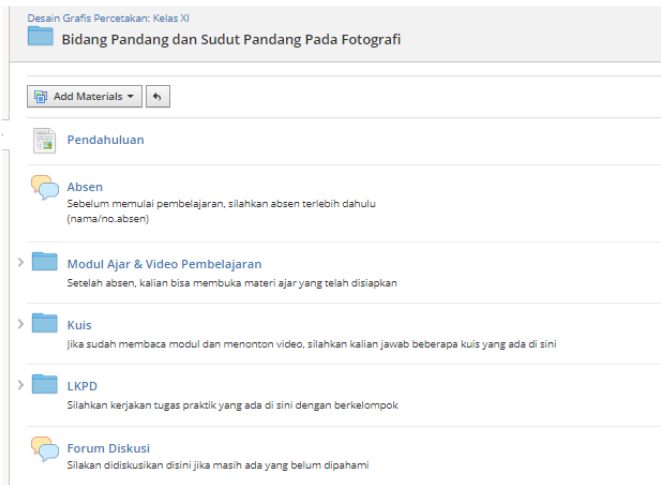 Desain Grafis Percetakan: Kelas XI
Bidang Pandang dan Sudut Pandang Pada Fotografi
Add Materials
Pendahuluan
Absen
Sebelum memulai pembelajaran, silahkan absen terlebih dahulu
(nama/no.absen)
Modul Ajar & Video Pembelajaran
Setelah absen, kalian bisa membuka materi ajar yang telah disiapkan
Kuis
Jika sudah membaca modul dan menonton video, silahkan kalian jawab beberapa kuis yang ada di sini
LKPD
Silahkan kerjakan tugas praktik yang ada di sini dengan berkelompok
Forum Diskusi
Silakan didiskusikan disini jika masih ada yang belum dipahami